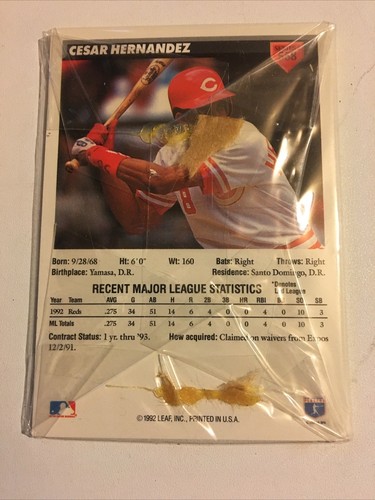 CESAR HERNANDEZ
C
Born: 9/28/68 Ht: 6' 0" Wt: 160 Bats: Right Throws: Right
Birthplace: Yamasa, D.R. Residence: Santo Domingo, D.R.
RECENT MAJOR LEAGUE STATISTICS *Denotes Led League
Year Team AVG G AB H R 2B 3B HR RBI SO SB
1992 Reds .275 34 51 14 6 4 0 0 4 0 10 3
ML Totals .275 34 51 14 6 4 0 0 4 0 10 3
Contract Status: 1 yr. thru '93. How acquired: Claimed on waivers from Expos
12/2/91.
© 1992 LEAF, INC., PRINTED IN U.S.A.